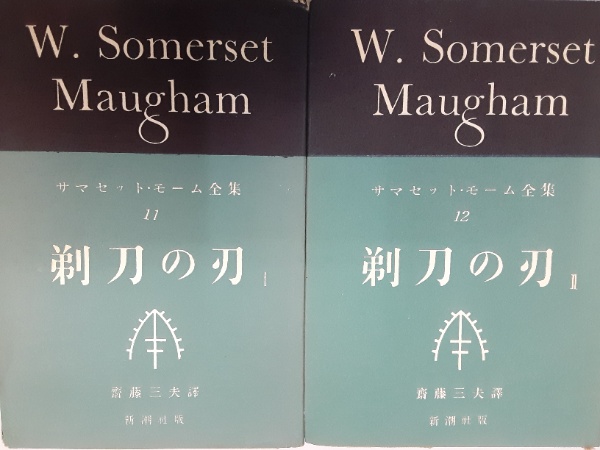 W. Somerset
Maugham
サマセット・モーム全集
11
剃刀の刃 I
齋藤三夫譯
新潮社版
W. Somerset
Maugham
サマセット・モーム全集
12
剃刀の刃 II
齋藤三夫譯
新潮社版